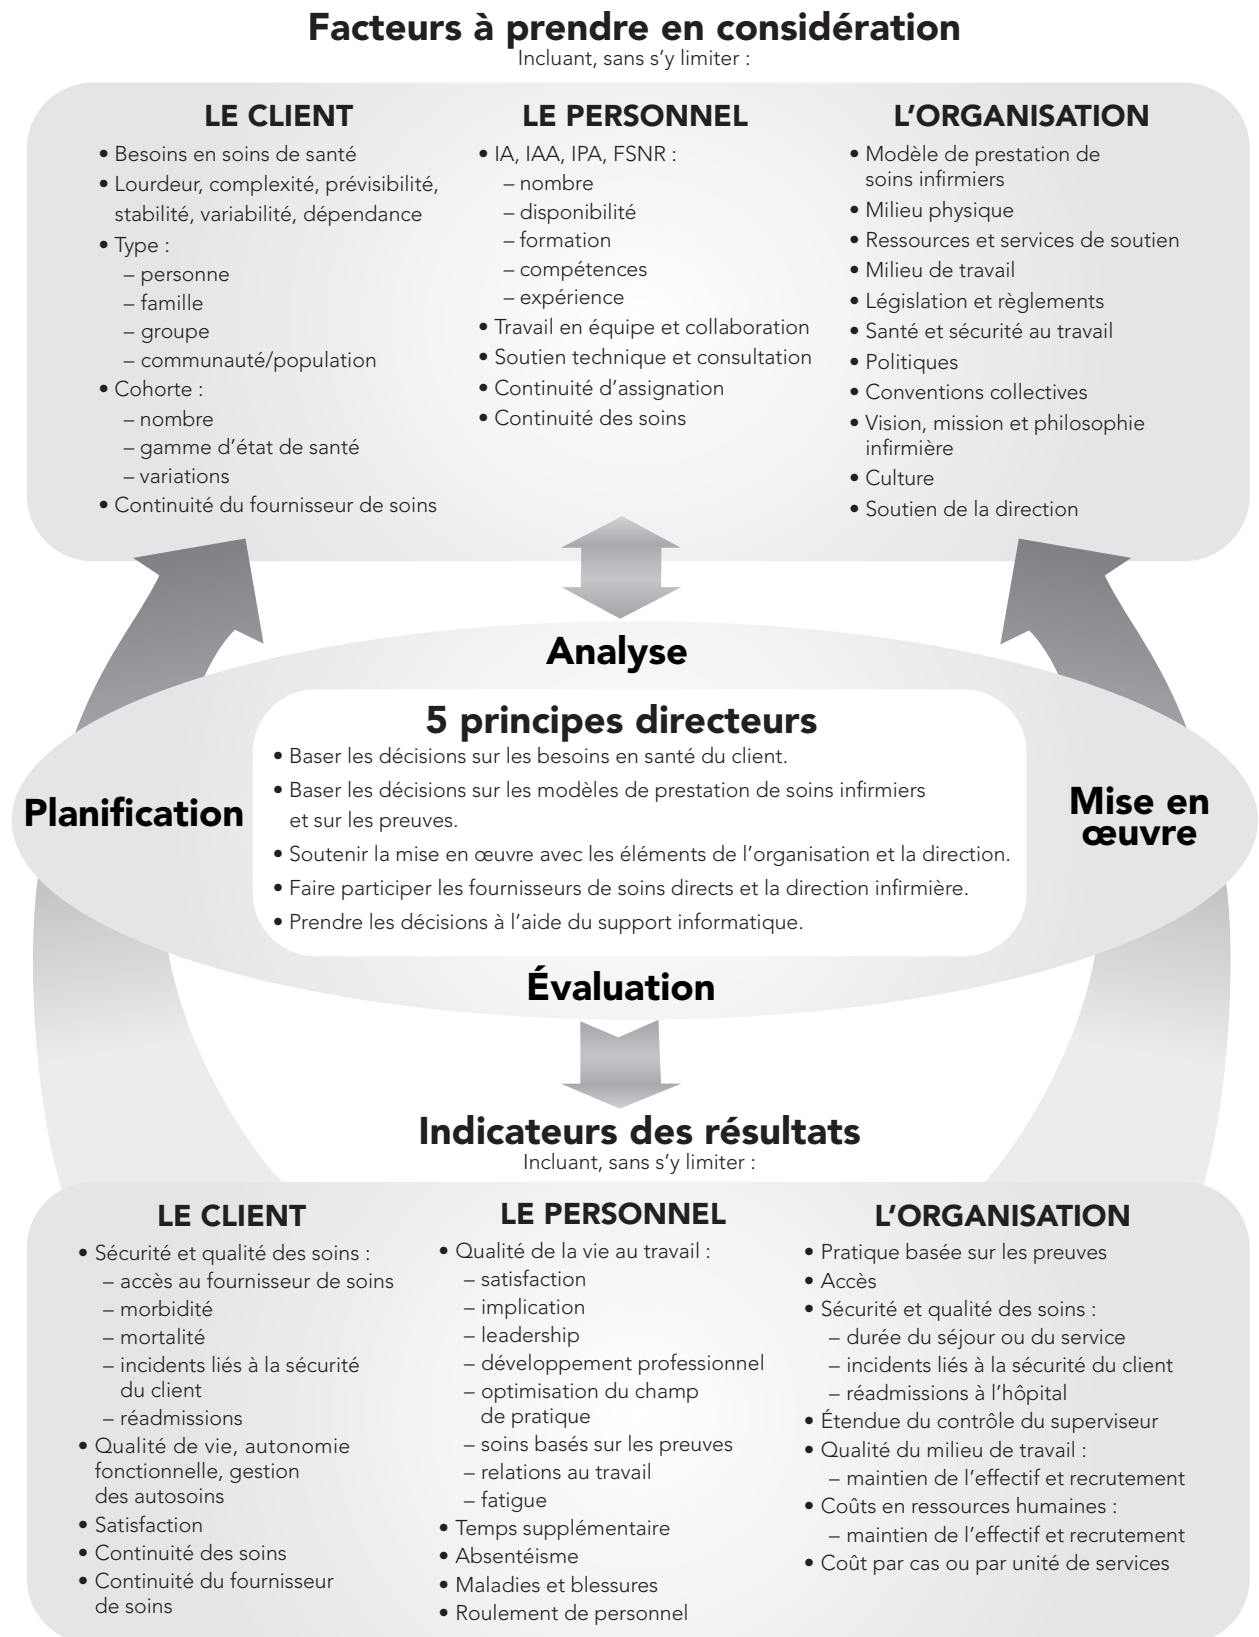 Facteurs à prendre en considération
Incluant, sans s’y limiter :
LE CLIENT
• Besoins en soins de santé
• Lourdeur, complexité, prévisibilité,
stabilité, variabilité, dépendance
• Type :
– personne
– famille
– groupe
– communauté/population
• Cohorte :
– nombre
– gamme d’état de santé
– variations
• Continuité du fournisseur de soins
LE PERSONNEL
• IA, IAA, IPA, FSNR :
– nombre
– disponibilité
– formation
– compétences
– expérience
• Travail en équipe et collaboration
• Soutien technique et consultation
• Continuité d’assignation
• Continuité des soins
L’ORGANISATION
• Modèle de prestation de
soins infirmiers
• Milieu physique
• Ressources et services de soutien
• Milieu de travail
• Législation et règlements
• Santé et sécurité au travail
• Politiques
• Conventions collectives
• Vision, mission et philosophie
infirmière
• Culture
• Soutien de la direction
Analyse
Planification
5 principes directeurs
• Baser les décisions sur les besoins en santé du client.
• Baser les décisions sur les modèles de prestation de soins infirmiers
et sur les preuves.
• Soutenir la mise en œuvre avec les éléments de l’organisation et la direction.
• Faire participer les fournisseurs de soins directs et la direction infirmière.
• Prendre les décisions à l’aide du support informatique.
Mise en
œuvre
Évaluation
Indicateurs des résultats
Incluant, sans s’y limiter :
LE CLIENT
• Sécurité et qualité des soins :
– accès au fournisseur de soins
– morbidité
– mortalité
– incidents liés à la sécurité
du client
– réadmissions
• Qualité de vie, autonomie
fonctionnelle, gestion
des autosoins
• Satisfaction
• Continuité des soins
• Continuité du fournisseur
de soins
LE PERSONNEL
• Qualité de la vie au travail :
– satisfaction
– implication
– leadership
– développement professionnel
– optimisation du champ
de pratique
– soins basés sur les preuves
– relations au travail
– fatigue
• Temps supplémentaire
• Absentéisme
• Maladies et blessures
• Roulement de personnel
L’ORGANISATION
• Pratique basée sur les preuves
• Accès
• Sécurité et qualité des soins :
– durée du séjour ou du service
– incidents liés à la sécurité du client
– réadmissions à l’hôpital
• Étendue du contrôle du superviseur
• Qualité du milieu de travail :
– maintien de l’effectif et recrutement
• Coûts en ressources humaines :
– maintien de l’effectif et recrutement
• Coût par cas ou par unité de services